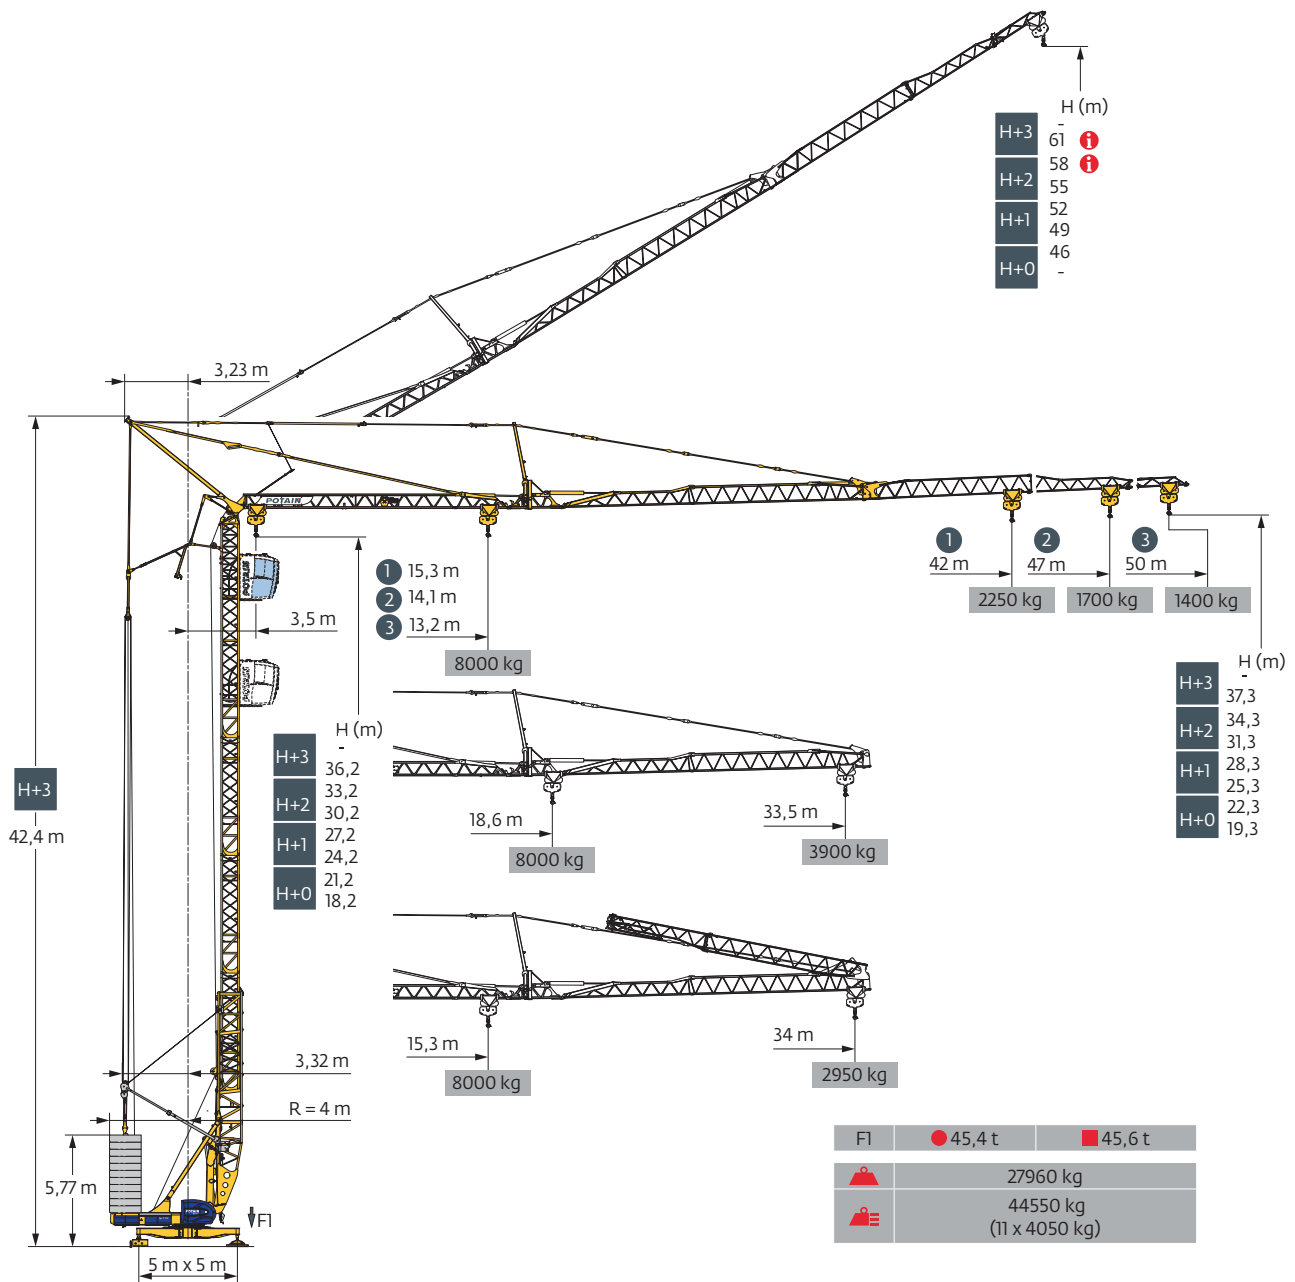 H (m)
H+3
-
61 i
58 i
H+2
55
52
H+1
49
46
H+0
-
3,23 m
POTAIN
POTAIN
POTAIN
3,5 m
1 15,3 m
2 14,1 m
3 13,2 m
8000 kg
1 2 3
42 m 47 m 50 m
2250 kg 1700 kg 1400 kg
H (m)
H+3
-
37,3
34,3
H+2
31,3
28,3
H+1
25,3
22,3
H+0
19,3
H (m)
H+3
-
36,2
33,2
H+2
30,2
27,2
H+1
24,2
21,2
H+0
18,2
H+3
42,4 m
18,6 m 33,5 m
8000 kg 3900 kg
15,3 m 34 m
8000 kg 2950 kg
3,32 m
R = 4 m
5,77 m
F1
5 m x 5 m
F1 45,4 t 45,6 t
27960 kg
44550 kg
(11 x 4050 kg)